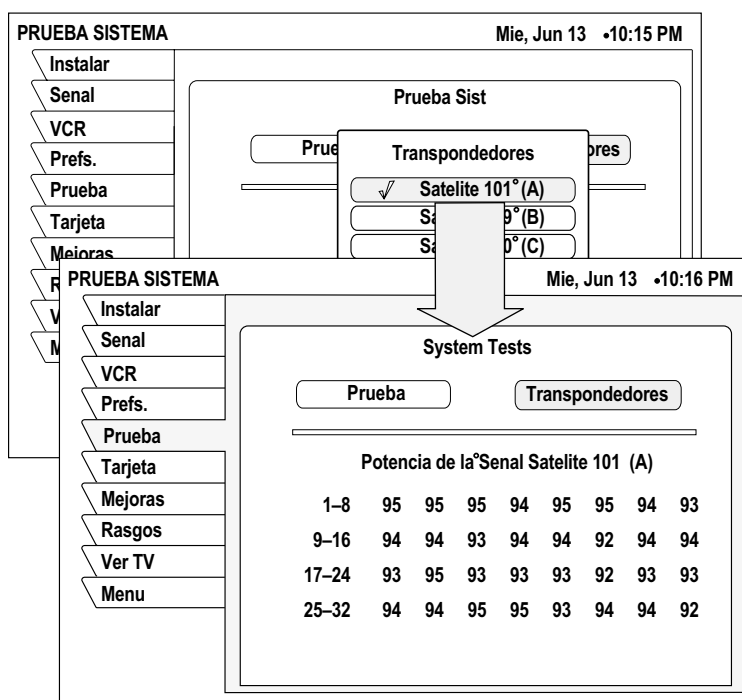 PRUEBA SISTEMA Mie, Jun 13 •10:15 PM
Instalar
Senal
VCR
Prefs.
Prueba
Tarjeta
Mejoras
Prueba Sist
Transpondedores
Satelite 101°(A)
9°(B)
0°(C)
PRUEBA SISTEMA Mie, Jun 13 •10:16 PM
Instalar
Senal
VCR
Prefs.
Prueba
Tarjeta
Mejoras
Rasgos
Ver TV
Menu
System Tests
Prueba Transpondedores
Potencia de la°Senal Satelite 101 (A)
1–8 95 95 95 94 95 95 94 93
9–16 94 94 93 94 94 92 94 94
17–24 93 95 93 93 93 92 93 93
25–32 94 94 95 95 93 94 94 92